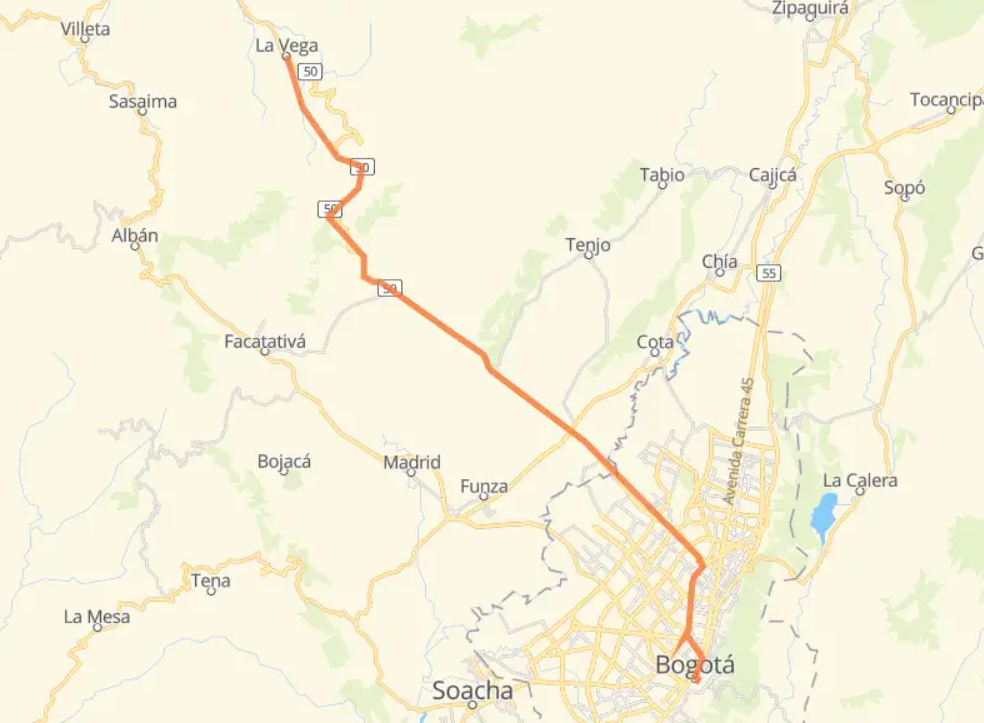 Zipaquirá
Villeta
La Vega
50
Sasaima
Tocancip
50
Tabio
Cajicá
Sopó
50
Albán
Tenjo
G
Chía
55
50
Facatativá
Cota
Avenida Carrera 45
Bojacá
Madrid
Funza
La Calera
Tena
La Mesa
Bogotá
Soacha